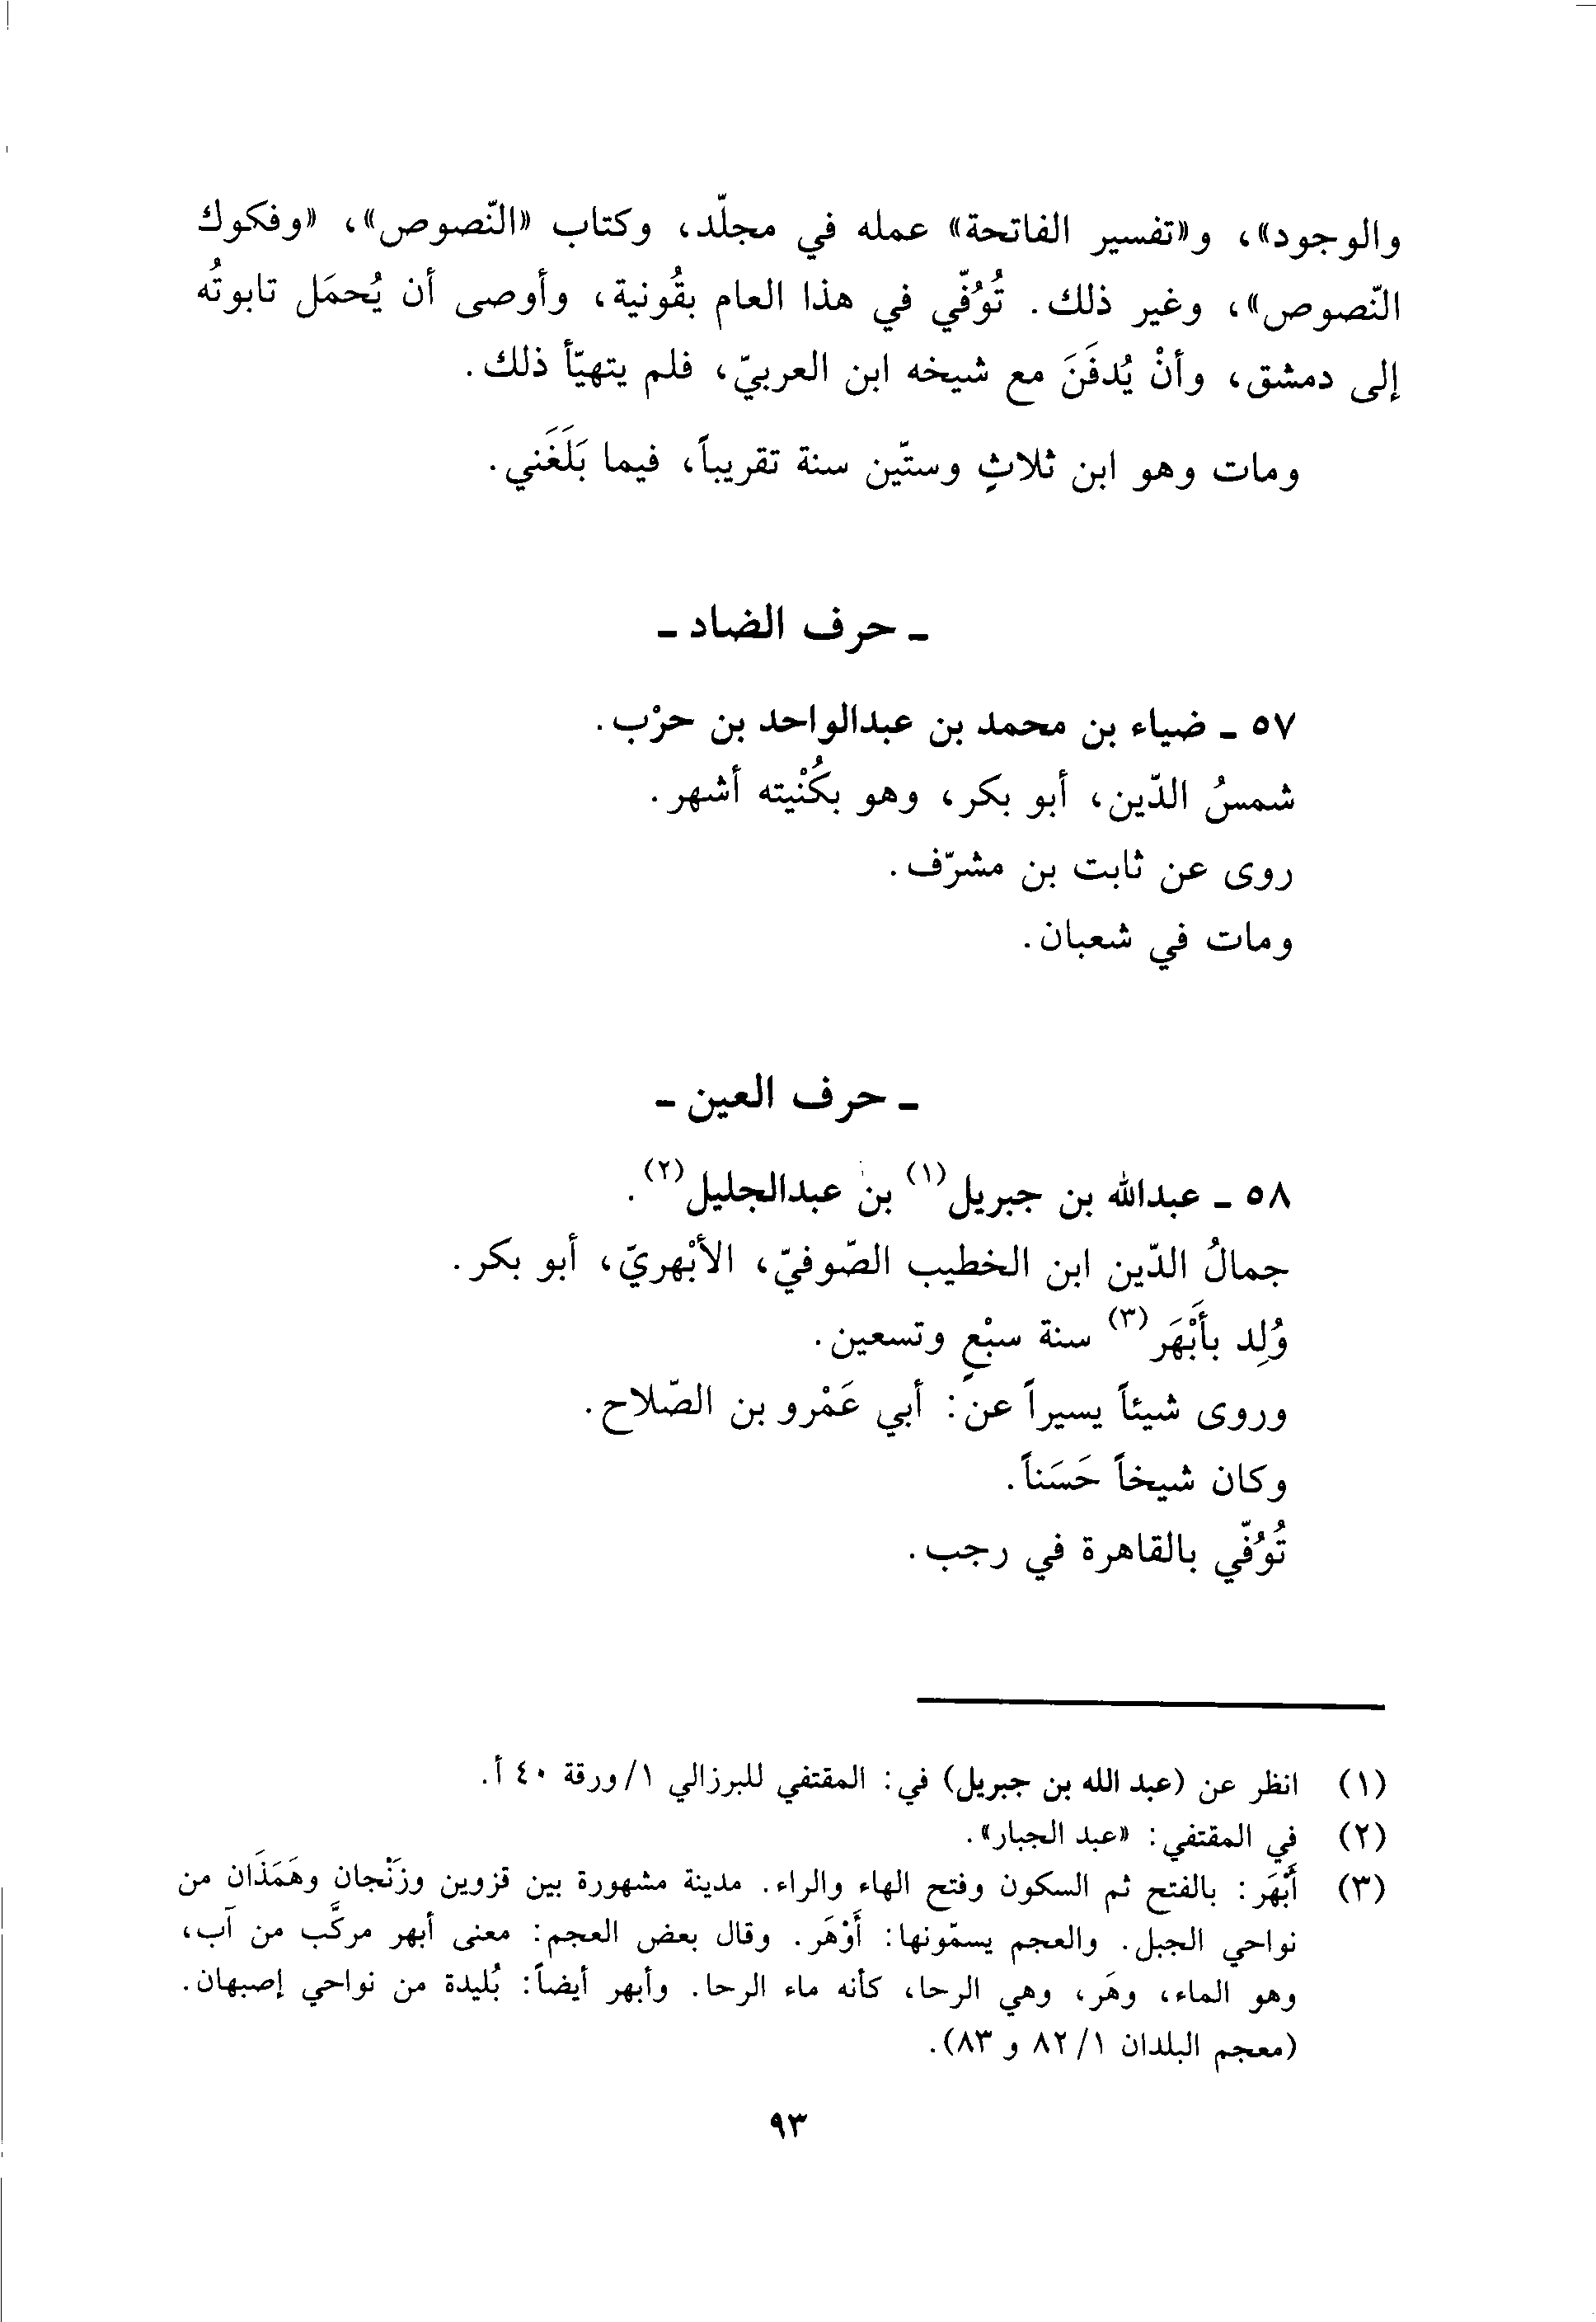 والوجود»، و«تفسير الفاتحة» عمله في مجلّد، وكتاب «النّصوص»، «وفكوك
النّصوص»، وغير ذلك. تُوُفّي في هذا العام بقُونية، وأوصى أن يُحمَل تابوتُه
إلى دمشق، وأنْ يُدفَنَ مع شيخه ابن العربيّ، فلم يتهيّأ ذلك.
ومات وهو ابن ثلاثٍ وستّين سنة تقريباً، فيما بَلَغَني.
ـ حرف الضاد ـ
٥٧ ـ ضياء بن محمد بن عبدالواحد بن حرْب.
شمسُ الدّين، أبو بكر، وهو بكُنْيته أشهر.
روى عن ثابت بن مشرّف.
ومات في شعبان.
ـ حرف العين ـ
٥٨ ـ عبدالله بن جبريل(١) بن عبدالجليل(٢).
جمالُ الدّين ابن الخطيب الصّوفيّ، الأبْهريّ، أبو بكر.
وُلِد بأَبْهَر(٣) سنة سبْعٍ وتسعين.
وروى شيئاً يسيراً عن: أبي عَمْرو بن الصّلاح.
وكان شيخاً حَسَناً.
تُوُفّي بالقاهرة في رجب.
(١) انظر عن (عبد الله بن جبريل) في: المقتفي للبرزالي ١/ورقة ٤٠ أ.
(٢) في المقتفي: «عبد الجبار».
(٣) أَبْهَر: بالفتح ثم السكون وفتح الهاء والراء. مدينة مشهورة بين قزوين وزَنْجان وهَمَذَان من
نواحي الجبل. والعجم يسمّونها: أَوْهَر. وقال بعض العجم: معنى أبهر مركَّب من آب،
وهو الماء، وهَر، وهي الرحا، كأنه ماء الرحا. وأبهر أيضاً: بُليدة من نواحي إصبهان.
(معجم البلدان ١/ ٨٢ و ٨٣).
٩٣